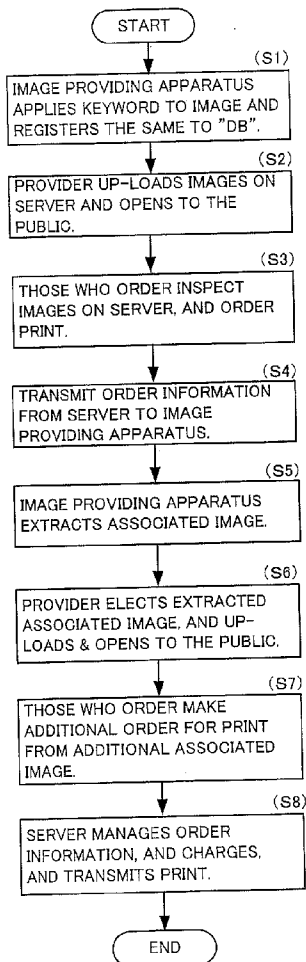 START
(S1)
IMAGE PROVIDING APPARATUS
APPLIES KEYWORD TO IMAGE AND
REGISTERS THE SAME TO "DB".
(S2)
PROVIDER UP-LOADS IMAGES ON
SERVER AND OPENS TO THE
PUBLIC.
(S3)
THOSE WHO ORDER INSPECT
IMAGES ON SERVER, AND ORDER
PRINT.
(S4)
TRANSMIT ORDER INFORMATION
FROM SERVER TO IMAGE
PROVIDING APPARATUS.
(S5)
IMAGE PROVIDING APPARATUS
EXTRACTS ASSOCIATED IMAGE.
(S6)
PROVIDER ELECTS EXTRACTED
ASSOCIATED IMAGE, AND UP-
LOADS & OPENS TO THE PUBLIC.
(S7)
THOSE WHO ORDER MAKE
ADDITIONAL ORDER FOR PRINT
FROM ADDITIONAL ASSOCIATED
IMAGE.
(S8)
SERVER MANAGES ORDER
INFORMATION, AND CHARGES,
AND TRANSMITS PRINT.
END